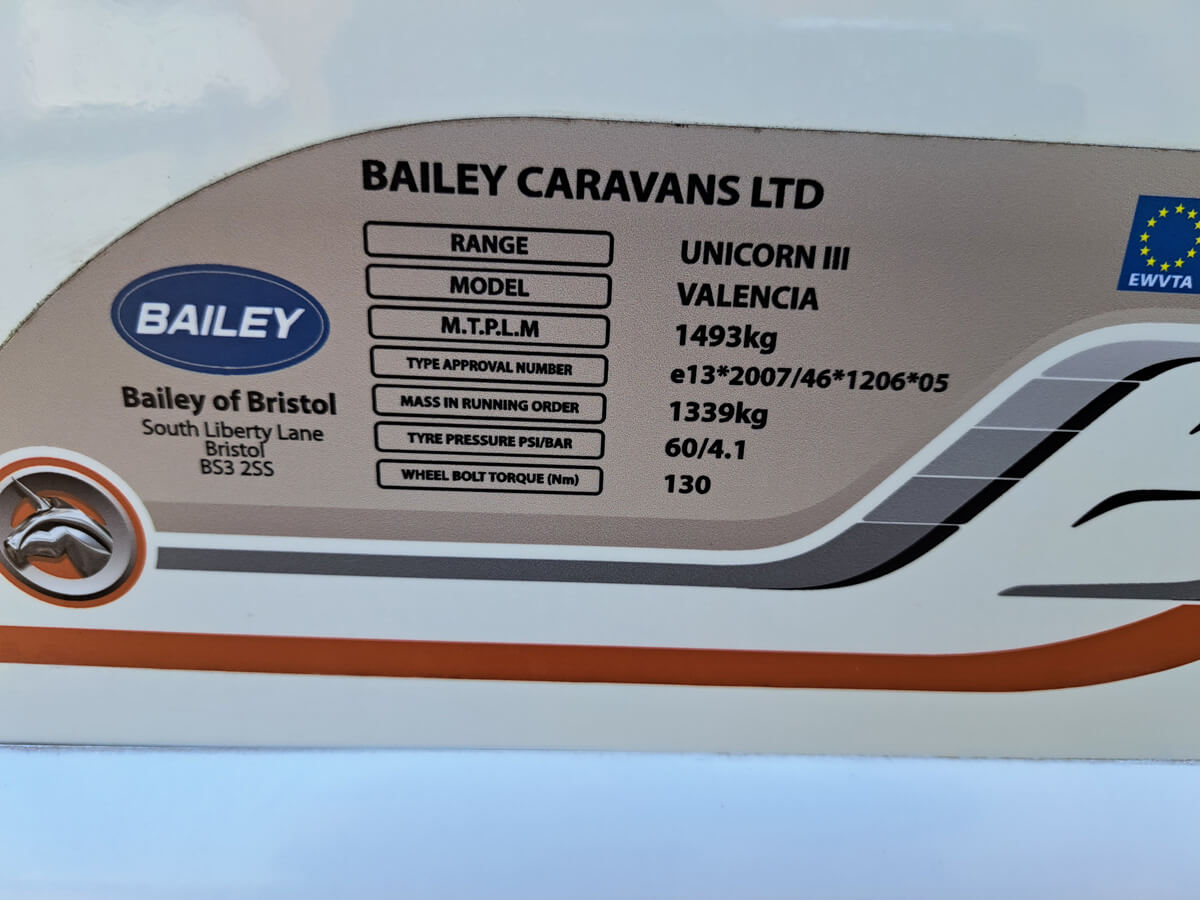 BAILEY CARAVANS LTD
RANGE UNICORN III
MODEL VALENCIA
M.T.P.L.M 1493kg
TYPE APPROVAL NUMBER e13*2007/46*1206*05
MASS IN RUNNING ORDER 1339kg
TYRE PRESSURE PSI/BAR 60/4.1
WHEEL BOLT TORQUE (Nm) 130
BAILEY
Bailey of Bristol
South Liberty Lane
Bristol
BS3 2SS
EWVTA